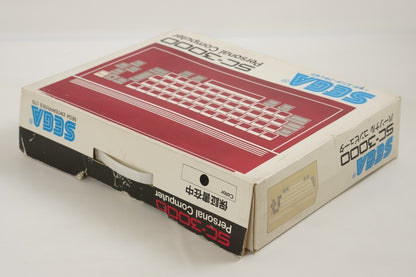 SC-3000
Personal Computer
SEGA®
SEGA
SEGA ENTERPRISES LTD.
SC-3000
Personal Computer
保証書在中
Color
SEGA
SC-3000
パーソナルコンピュータ